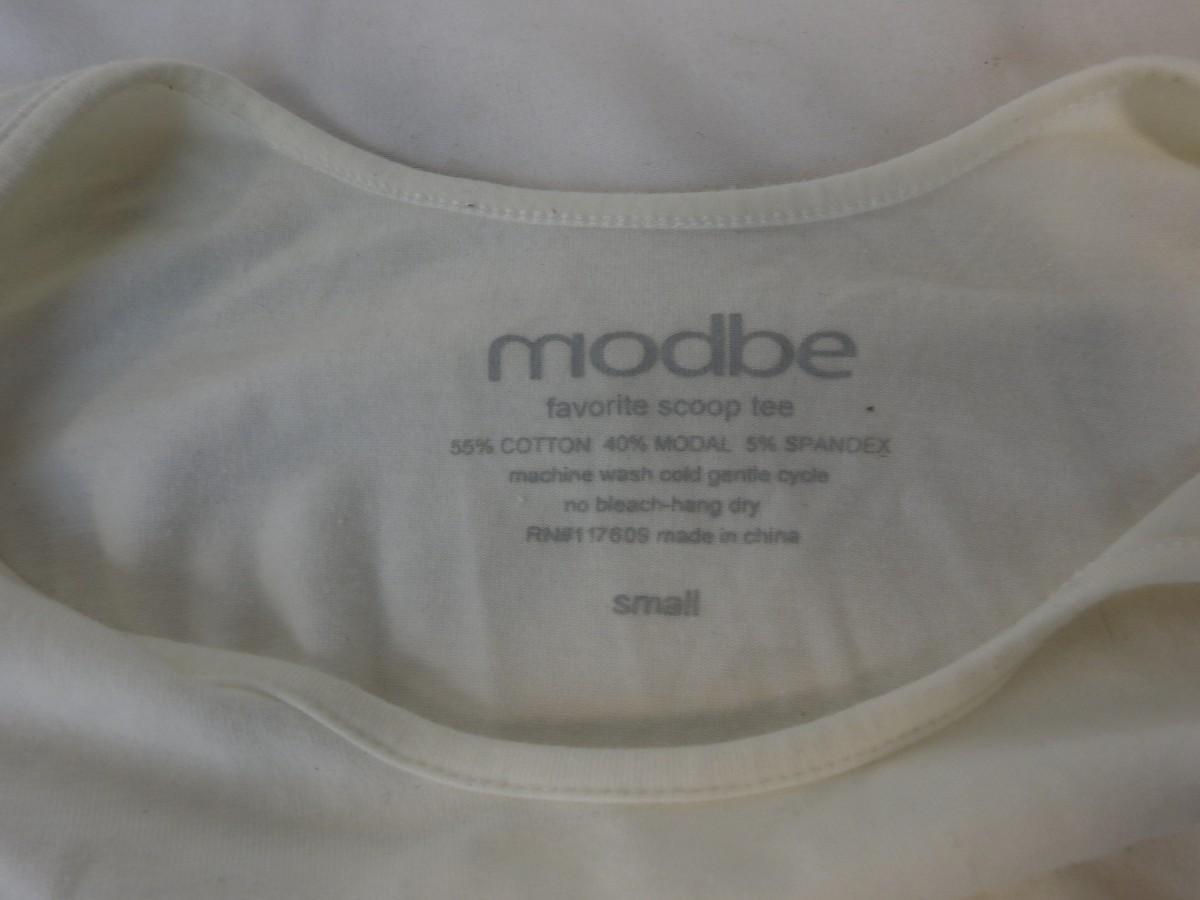 modbe
favorite scoop tee
55% COTTON 40% MODAL 5% SPANDEX
machine wash cold gentle cycle
no bleach-hang dry
RN#117609 made in china
small